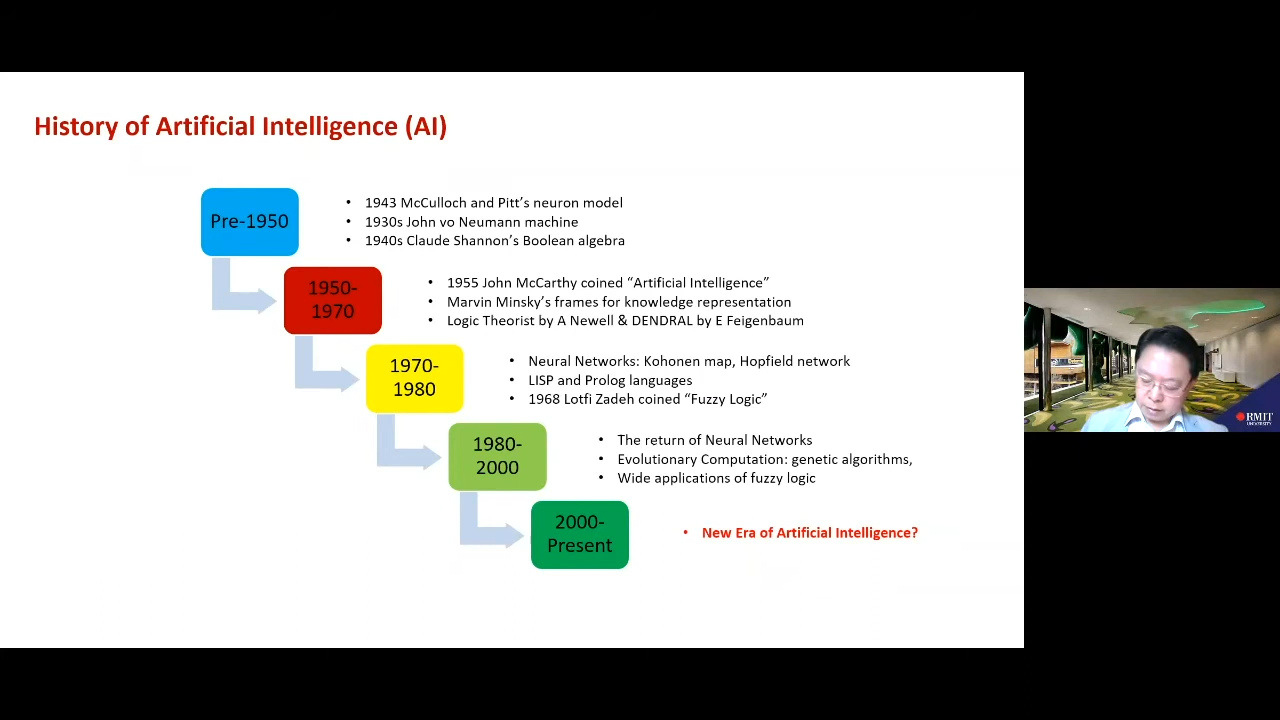 History of Artificial Intelligence (AI)
Pre-1950
• 1943 McCulloch and Pitt’s neuron model
• 1930s John vo Neumann machine
• 1940s Claude Shannon’s Boolean algebra
1950-
1970
• 1955 John McCarthy coined “Artificial Intelligence”
• Marvin Minsky’s frames for knowledge representation
• Logic Theorist by A Newell & DENDRAL by E Feigenbaum
1970-
1980
• Neural Networks: Kohonen map, Hopfield network
• LISP and Prolog languages
• 1968 Lotfi Zadeh coined “Fuzzy Logic”
1980-
2000
• The return of Neural Networks
• Evolutionary Computation: genetic algorithms,
• Wide applications of fuzzy logic
2000-
Present
• New Era of Artificial Intelligence?
RMIT
UNIVERSITY